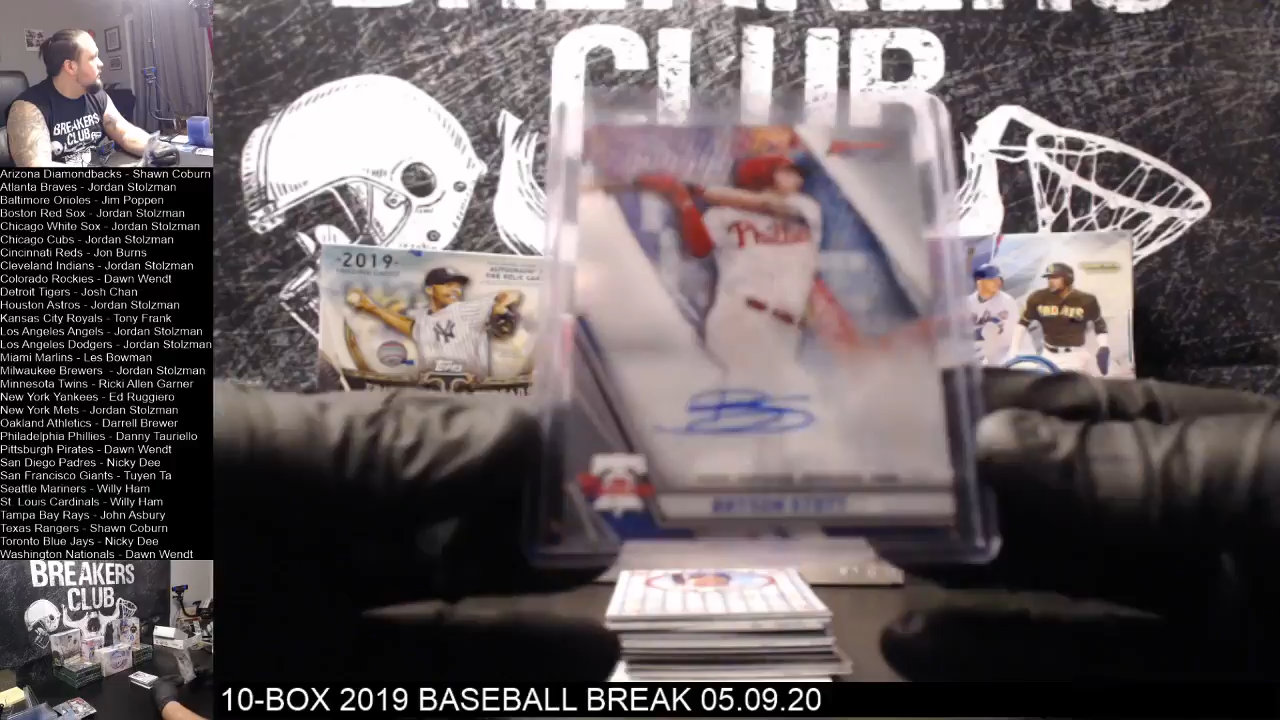 BREAKERS
CLUB
BREAKERS
CLUB
Arizona Diamondbacks - Shawn Coburn
Atlanta Braves - Jordan Stolzman
Baltimore Orioles - Jim Poppen
Boston Red Sox - Jordan Stolzman
Chicago White Sox - Jordan Stolzman
Chicago Cubs - Jordan Stolzman
Cincinnati Reds - Jon Burns
Cleveland Indians - Jordan Stolzman
Colorado Rockies - Dawn Wendt
Detroit Tigers - Josh Chan
Houston Astros - Jordan Stolzman
Kansas City Royals - Tony Frank
Los Angeles Angels - Jordan Stolzman
Los Angeles Dodgers - Jordan Stolzman
Miami Marlins - Les Bowman
Milwaukee Brewers - Jordan Stolzman
Minnesota Twins - Ricki Allen Garner
New York Yankees - Ed Ruggiero
New York Mets - Jordan Stolzman
Oakland Athletics - Darrell Brewer
Philadelphia Phillies - Danny Tauriello
Pittsburgh Pirates - Dawn Wendt
San Diego Padres - Nicky Dee
San Francisco Giants - Tuyen Ta
Seattle Mariners - Willy Ham
St. Louis Cardinals - Willy Ham
Tampa Bay Rays - John Asbury
Texas Rangers - Shawn Coburn
Toronto Blue Jays - Nicky Dee
Washington Nationals - Dawn Wendt
-2019-
TOPPS
Phillies
PADRES
BREAKERS
CLUB
10-BOX 2019 BASEBALL BREAK 05.09.20